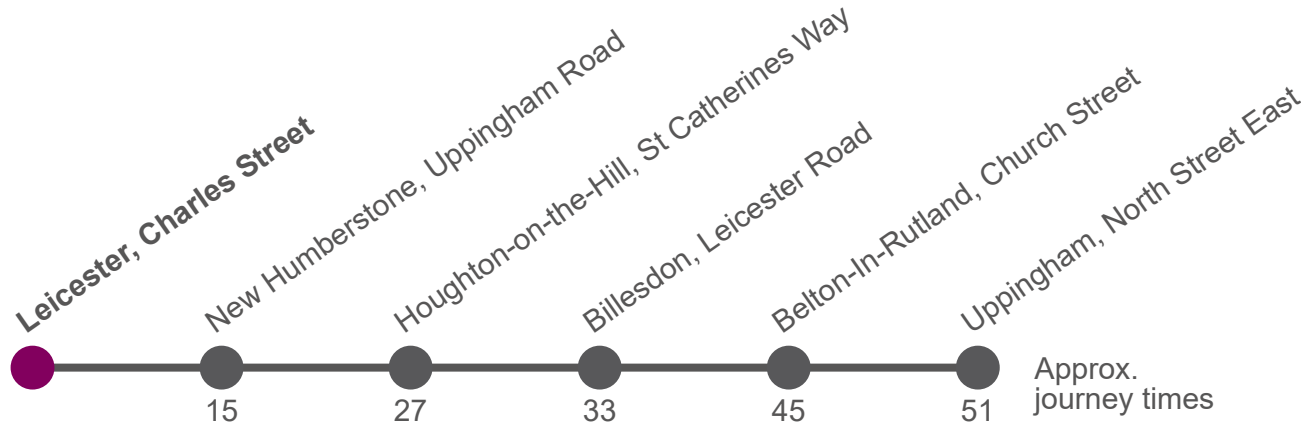 Leicester, Charles Street
New Humberstone, Uppingham Road
Houghton-on-the-Hill, St Catherines Way
Billesdon, Leicester Road
Belton-In-Rutland, Church Street
Uppingham, North Street East
15
27
33
45
51
Approx.
journey times